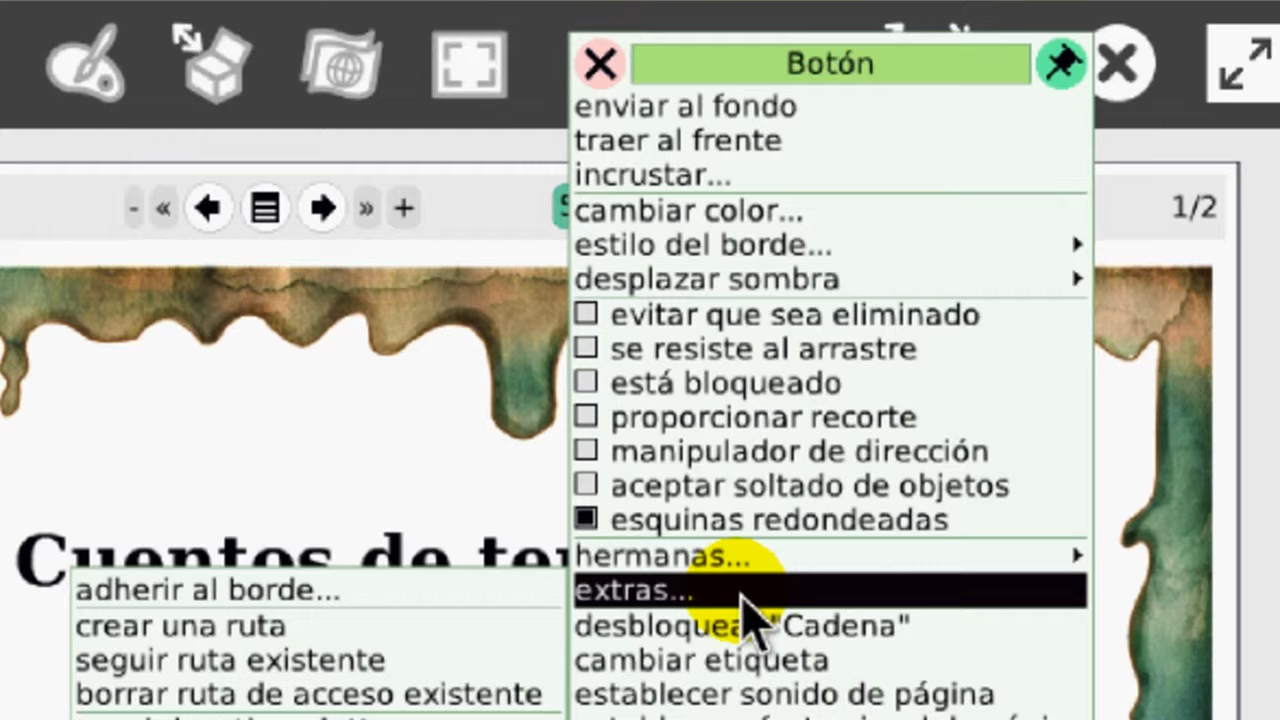 Botón
enviar al fondo
traer al frente
incrustar...
- « » + 1/2
cambiar color...
estilo del borde...
desplazar sombra
evitar que sea eliminado
se resiste al arrastre
está bloqueado
proporcionar recorte
manipulador de dirección
aceptar soltado de objetos
esquinas redondeadas
Cuentos de
hermanas...
extras...
desbloquear "Cadena"
cambiar etiqueta
establecer sonido de página
adherir al borde...
crear una ruta
seguir ruta existente
borrar ruta de acceso existente